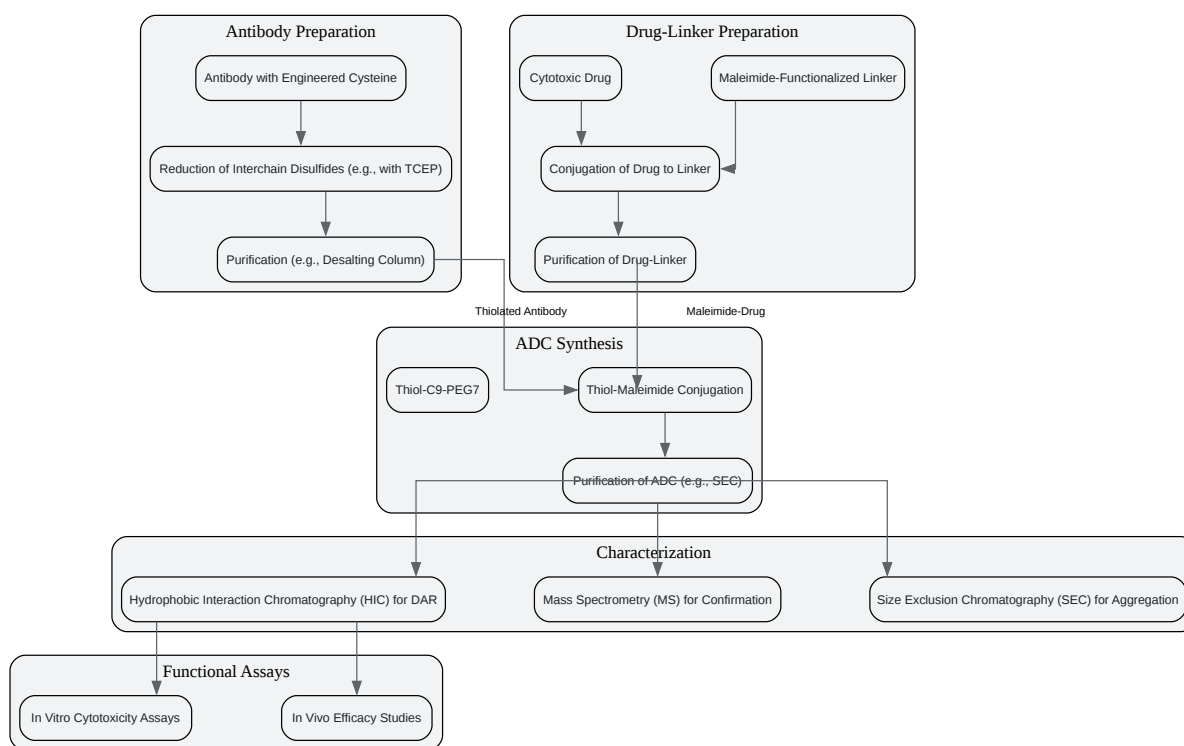 Antibody Preparation
Drug-Linker Preparation
Antibody with Engineered Cysteine
Cytotoxic Drug
Maleimide-Functionalized Linker
Reduction of Interchain Disulfides (e.g., with TCEP)
Conjugation of Drug to Linker
Purification (e.g., Desalting Column)
Purification of Drug-Linker
Thiolated Antibody
Maleimide-Drug
ADC Synthesis
Thiol-C9-PEG7
Thiol-Maleimide Conjugation
Purification of ADC (e.g., SEC)
Characterization
Hydrophobic Interaction Chromatography (HIC) for DAR
Mass Spectrometry (MS) for Confirmation
Size Exclusion Chromatography (SEC) for Aggregation
Functional Assays
In Vitro Cytotoxicity Assays
In Vivo Efficacy Studies